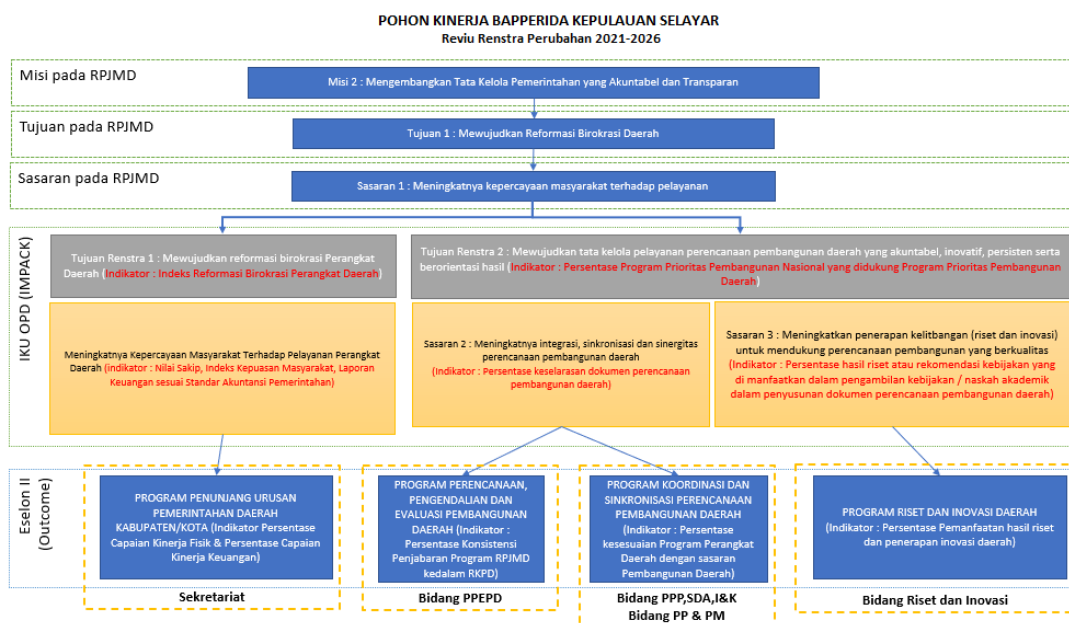 POHON KINERJA BAPPERIDA KEPULAUAN SELAYAR
Reviu Renstra Perubahan 2021-2026
Misi pada RPJMD
Misi 2 : Mengembangkan Tata Kelola Pemerintahan yang Akuntabel dan Transparan
Tujuan pada RPJMD
Tujuan 1 : Mewujudkan Reformasi Birokrasi Daerah
Sasaran pada RPJMD
Sasaran 1 : Meningkatnya kepercayaan masyarakat terhadap pelayanan
IKU OPD (IMPACK)
Tujuan Renstra 1 : Mewujudkan reformasi birokrasi Perangkat
Daerah (Indikator : Indeks Reformasi Birokrasi Perangkat Daerah)
Tujuan Renstra 2 : Mewujudkan tata kelola pelayanan perencanaan pembangunan daerah yang akuntabel, inovatif, persisten serta
berorientasi hasil (Indikator : Persentase Program Prioritas Pembangunan Nasional yang didukung Program Prioritas Pembangunan
Daerah)
Meningkatnya Kepercayaan Masyarakat Terhadap Pelayanan Perangkat
Daerah (indikator : Nilai Sakip, Indeks Kepuasan Masyarakat, Laporan
Keuangan sesuai Standar Akuntansi Pemerintahan)
Sasaran 2 : Meningkatnya integrasi, sinkronisasi dan sinergitas
perencanaan pembangunan daerah
(Indikator : Persentase keselarasan dokumen perencanaan
pembangunan daerah)
Sasaran 3 : Meningkatkan penerapan kelitbangan (riset dan inovasi)
untuk mendukung perencanaan pembangunan yang berkualitas
(Indikator : Persentase hasil riset atau rekomendasi kebijakan yang
di manfaatkan dalam pengambilan kebijakan / naskah akademik
dalam penyusunan dokumen perencanaan pembangunan daerah)
Eselon II
(Outcome)
PROGRAM PENUNJANG URUSAN
PEMERINTAHAN DAERAH
KABUPATEN/KOTA (Indikator Persentase
Capaian Kinerja Fisik & Persentase Capaian
Kinerja Keuangan)
Sekretariat
PROGRAM PERENCANAAN,
PENGENDALIAN DAN
EVALUASI PEMBANGUNAN
DAERAH (Indikator :
Persentase Konsistensi
Penjabaran Program RPJMD
kedalam RKPD)
Bidang PPEPD
PROGRAM KOORDINASI DAN
SINKRONISASI PERENCANAAN
PEMBANGUNAN DAERAH
(Indikator : Persentase
kesesuaian Program Perangkat
Daerah dengan sasaran
Pembangunan Daerah)
Bidang PPP,SDA,I&K
Bidang PP & PM
PROGRAM RISET DAN INOVASI DAERAH
(Indikator : Persentase Pemanfaatan hasil riset
dan penerapan inovasi daerah)
Bidang Riset dan Inovasi